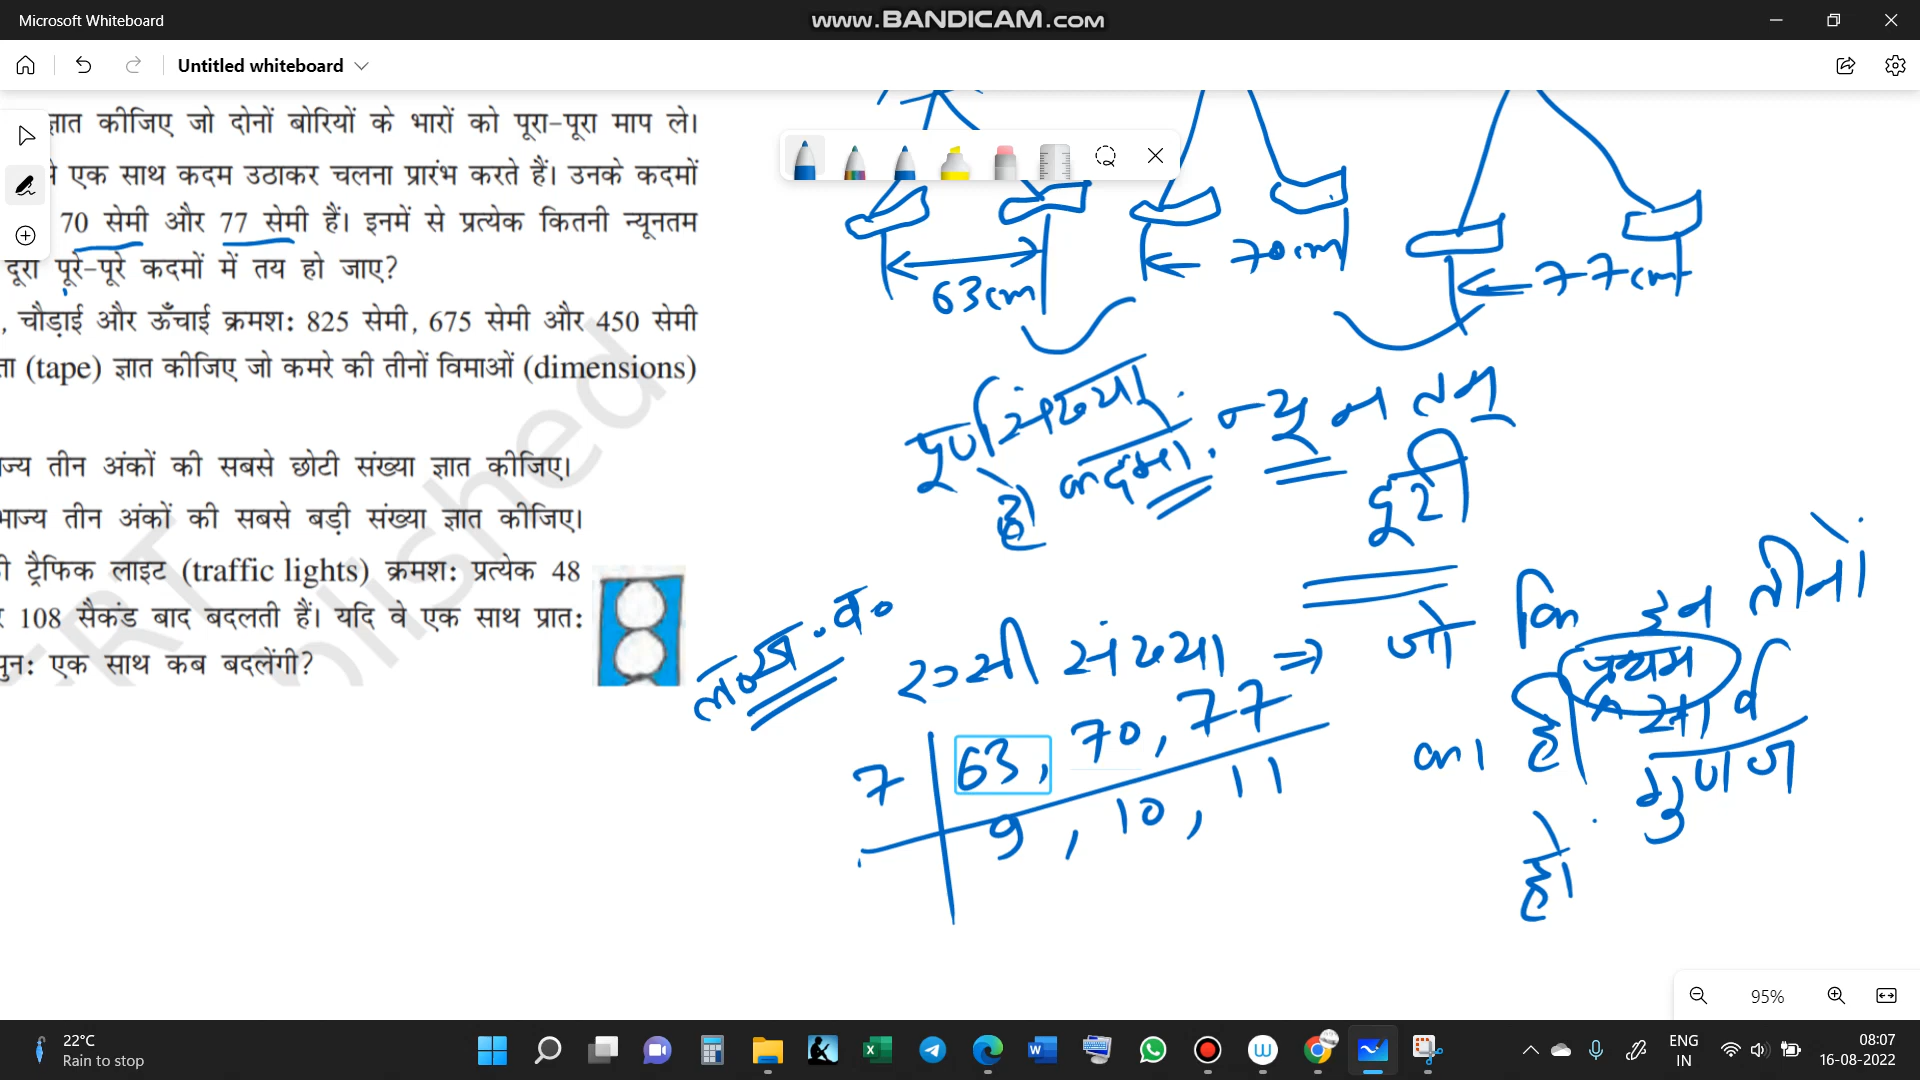 Microsoft Whiteboard
www.BANDICAM.com
Untitled whiteboard
ज्ञात कीजिए जो दोनों बोरियों के भारों को पूरा-पूरा माप ले।
एक साथ कदम उठाकर चलना प्रारंभ करते हैं। उनके कदमों
70 सेमी और 77 सेमी हैं। इनमें से प्रत्येक कितनी न्यूनतम
दूरी पूरे-पूरे कदमों में तय हो जाए?
, चौड़ाई और ऊँचाई क्रमश: 825 सेमी, 675 सेमी और 450 सेमी
(tape) ज्ञात कीजिए जो कमरे की तीनों विमाओं (dimensions)
ज्य तीन अंकों की सबसे छोटी संख्या ज्ञात कीजिए।
भाज्य तीन अंकों की सबसे बड़ी संख्या ज्ञात कीजिए।
ट्रैफिक लाइट (traffic lights) क्रमश: प्रत्येक 48
108 सैकंड बाद बदलती हैं। यदि वे एक साथ प्रात:
पुन: एक साथ कब बदलेंगी?
63cm
70cm
77cm
पूर्ण संख्या
हो कदमो. न्यूनतम
दूरी
ल०स०.व०
संख्या ⇒ जो कि इन तीनों
का ही प्रथम
गुणज
हो.
7 63, 70, 77
9, 10, 11
95%
22°C
Rain to stop
ENG
IN
08:07
16-08-2022